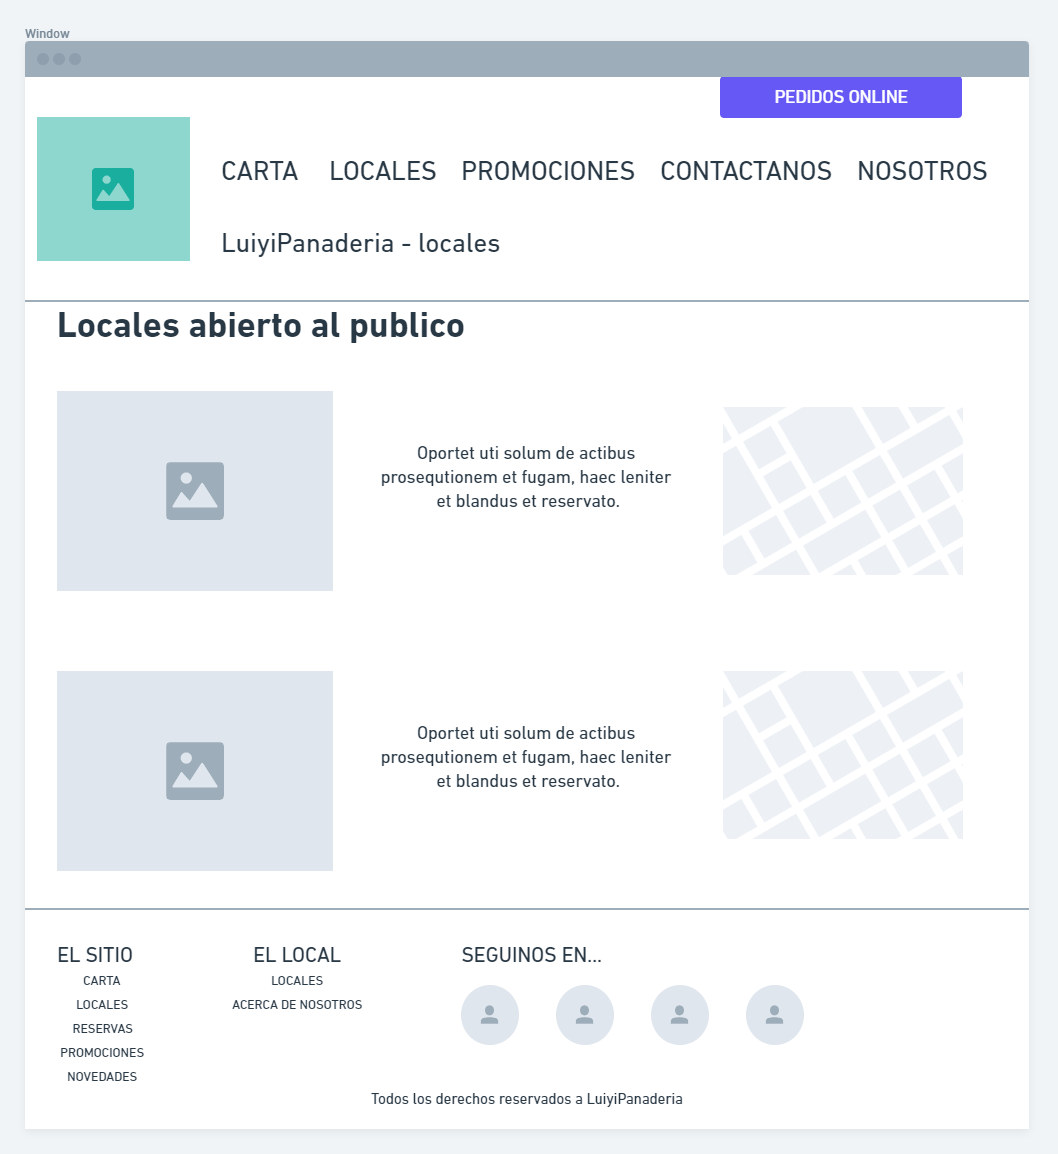 Window
PEDIDOS ONLINE
CARTA LOCALES PROMOCIONES CONTACTANOS NOSOTROS
LuiyiPanaderia - locales
Locales abierto al publico
Oportet uti solum de actibus
prosequtionem et fugam, haec leniter
et blandus et reservato.
Oportet uti solum de actibus
prosequtionem et fugam, haec leniter
et blandus et reservato.
EL SITIO
CARTA
LOCALES
RESERVAS
PROMOCIONES
NOVEDADES
EL LOCAL
LOCALES
ACERCA DE NOSOTROS
SEGUINOS EN...
Todos los derechos reservados a LuiyiPanaderia